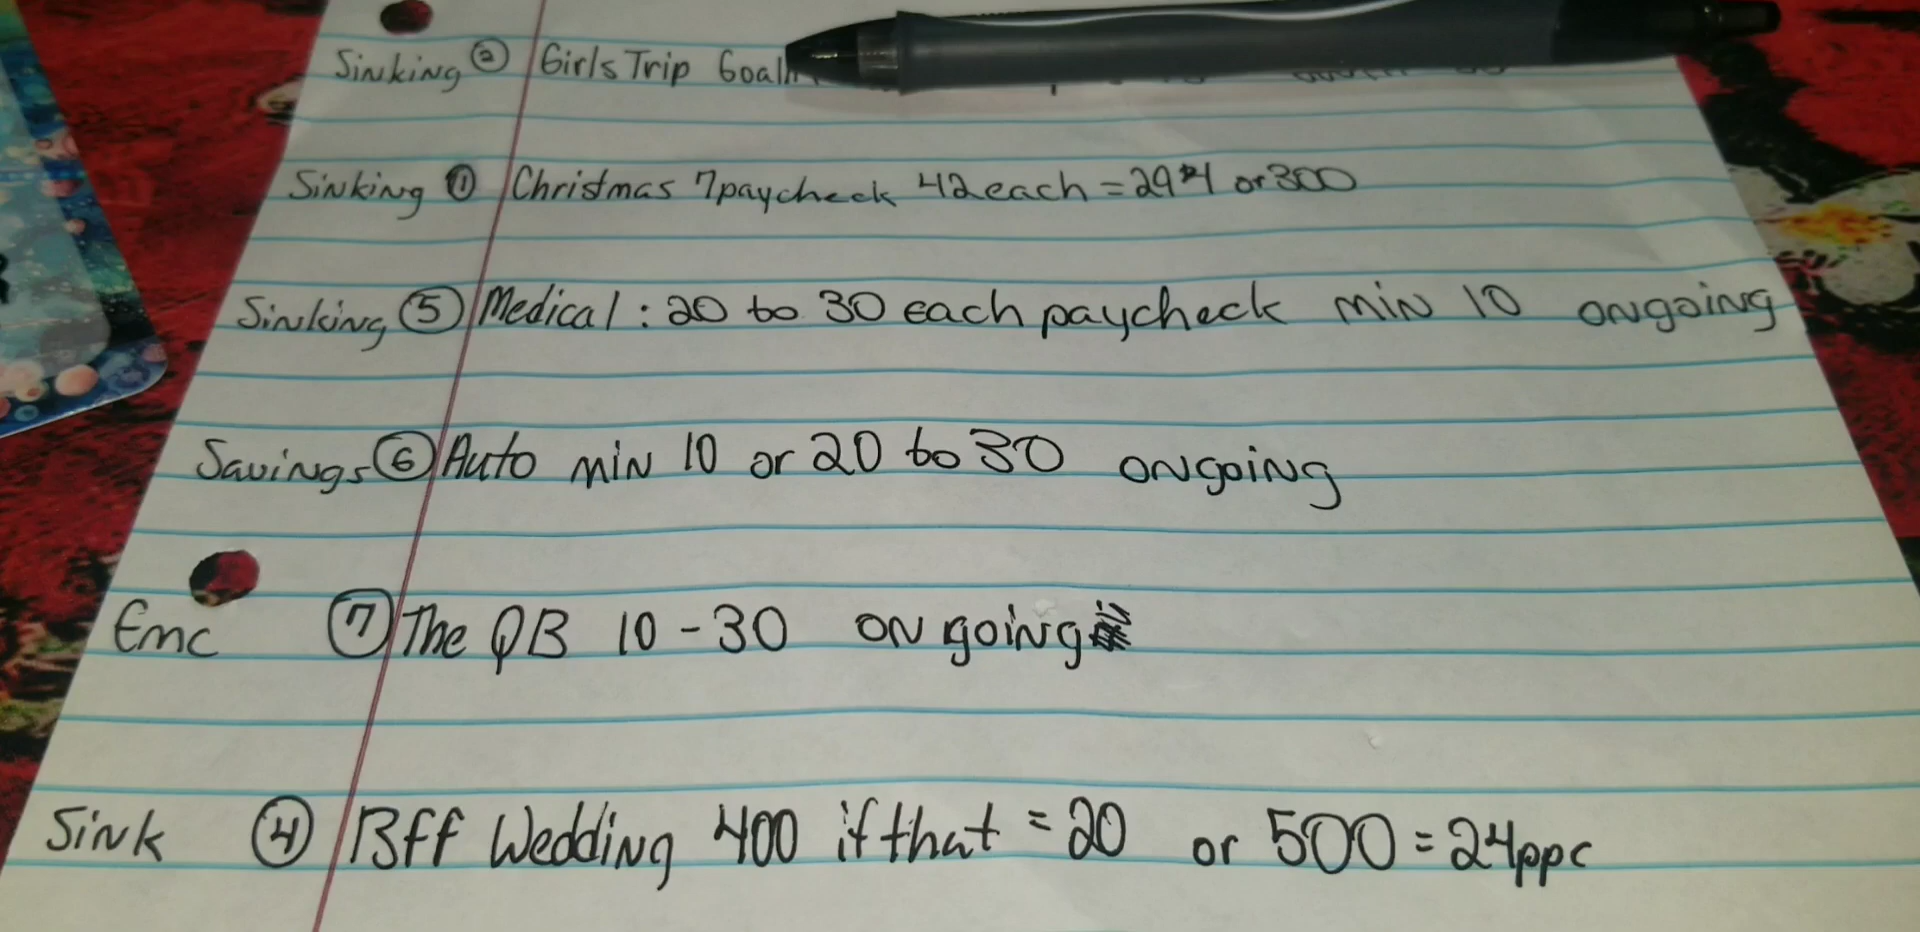 Sinking ② Girls Trip Goal
Sinking ① Christmas 7paycheck 42each = 294 or 300
Sinking ⑤ Medical : 20 to 30 each paycheck min 10 ongoing
Savings ⑥ Auto min 10 or 20 to 30 ongoing
Emc ⑦ The QB 10 - 30 ongoing
Sink ④ Bff Wedding 400 if that = 20 or 500 = 24ppc